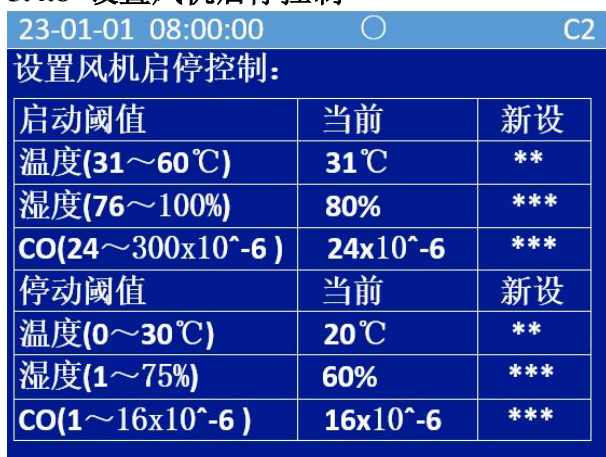 23-01-01 08:00:00 ○ C2
设置风机启停控制：
启动阈值 当前 新设
温度(31～60℃) 31℃ **
湿度(76～100%) 80% ***
CO(24～300x10^-6 ) 24x10^-6 ***
停动阈值 当前 新设
温度(0～30℃) 20℃ **
湿度(1～75%) 60% ***
CO(1～16x10^-6 ) 16x10^-6 ***